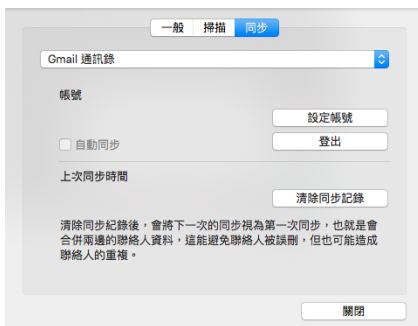 一般 掃描 同步
Gmail 通訊錄
帳號
設定帳號
自動同步 登出
上次同步時間
清除同步記錄
清除同步紀錄後，會將下一次的同步視為第一次同步，也就是會
合併兩邊的聯絡人資料，這能避免聯絡人被誤刪，但也可能造成
聯絡人的重複。
關閉